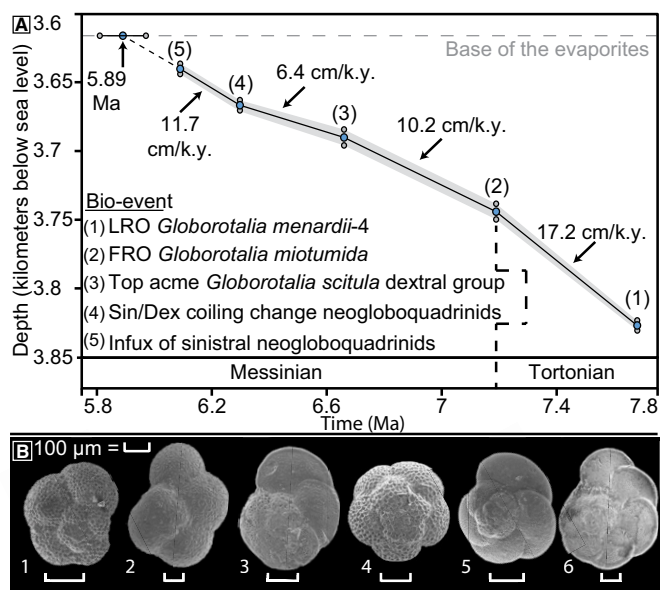 A
3.6
3.65
3.7
3.75
3.8
3.85
Depth (kilometers below sea level)
Base of the evaporites
5.89
Ma
(5)
(4)
(3)
(2)
(1)
11.7
cm/k.y.
6.4 cm/k.y.
10.2 cm/k.y.
17.2 cm/k.y.
Bio-event
(1) LRO Globorotalia menardii-4
(2) FRO Globorotalia miotumida
(3) Top acme Globorotalia scitula dextral group
(4) Sin/Dex coiling change neogloboquadrinids
(5) Infux of sinistral neogloboquadrinids
Messinian
Tortonian
5.8 6.2 6.6 7 7.4 7.8
Time (Ma)
B 100 µm =
1 2 3 4 5 6